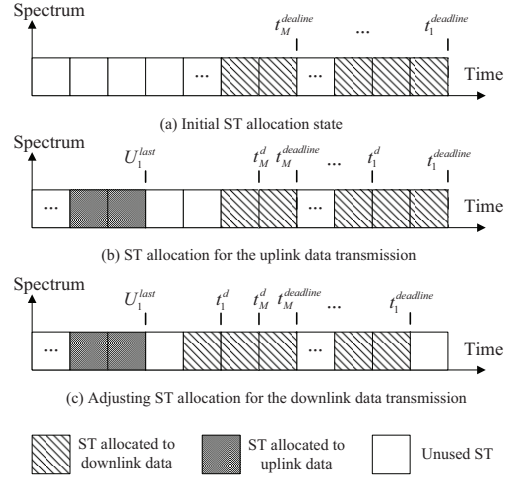 Spectrum
t_M^{dealine} ... t_1^{deadline}
... ... Time
(a) Initial ST allocation state
Spectrum
U_1^{last} t_M^d t_M^{deadline} ... t_1^d t_1^{deadline}
... ... Time
(b) ST allocation for the uplink data transmission
Spectrum
U_1^{last} t_1^d t_M^d t_M^{deadline} ... t_1^{deadline}
... ... Time
(c) Adjusting ST allocation for the downlink data transmission
ST allocated to downlink data
ST allocated to uplink data
Unused ST